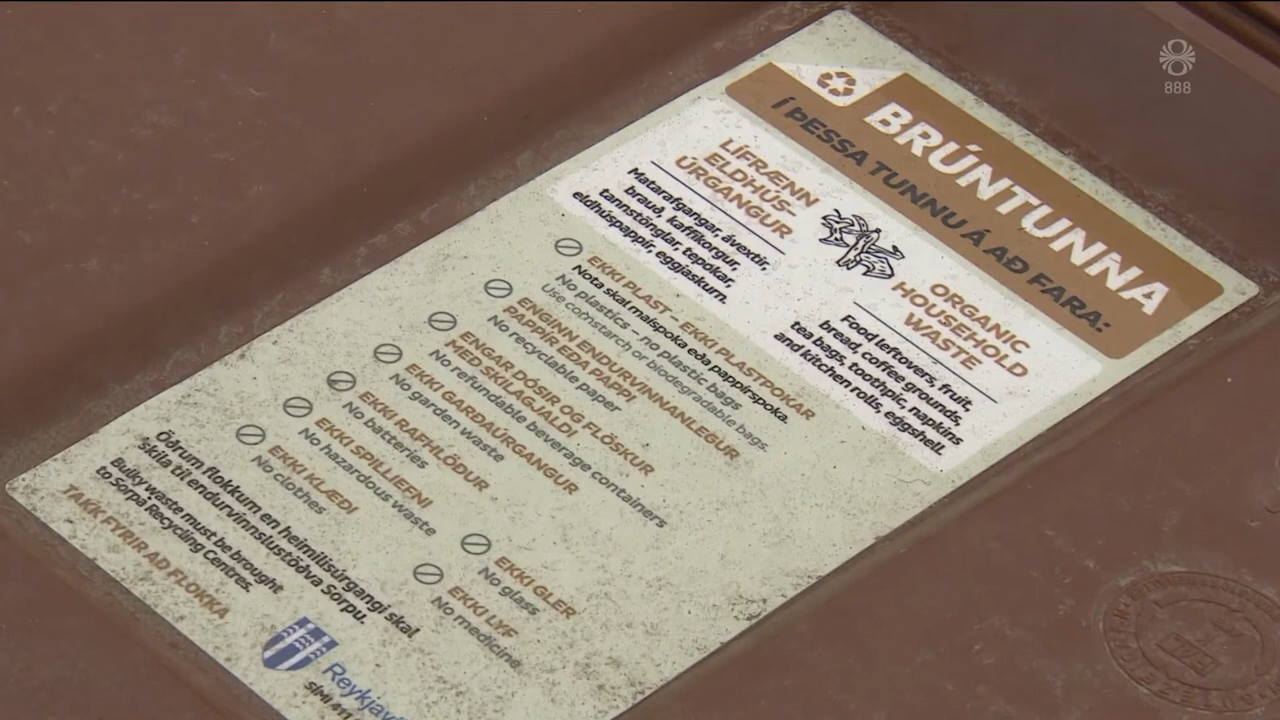 888
BRÚNTUNNA
Í ÞESSA TUNNU Á AÐ FARA:
LÍFRÆNN
ELDHÚS-
ÚRGANGUR
Matarafgangar, ávextir,
brauð, kaffikorgur,
tannstönglar, tepokar,
eldhúspappír, eggjaskurn.
ORGANIC
HOUSEHOLD
WASTE
Food leftovers, fruit,
bread, coffee grounds,
tea bags, toothpic, napkins
and kitchen rolls, eggshell.
EKKI PLAST – EKKI PLASTPOKAR
Nota skal maíspoka eða pappírspoka.
No plastics – no plastic bags
Use cornstarch or biodegradable bags.
ENGINN ENDURVINNANLEGUR
PAPPÍR EÐA PAPPI
No recyclable paper
ENGAR DÓSIR OG FLÖSKUR
MEÐ SKILAGJALDI
No refundable beverage containers
EKKI GARÐAÚRGANGUR
No garden waste
EKKI RAFHLÖÐUR
No batteries
EKKI SPILLIEFNI
No hazardous waste
EKKI KLÆÐI
No clothes
EKKI GLER
No glass
EKKI LYF
No medicine
Öðrum flokkum en heimilisúrgangi skal
skila til endurvinnslustöðva Sorpu.
Bulky waste must be brought
to Sorpa Recycling Centres.
TAKK FYRIR AÐ FLOKKA
Reykjav
SÍMI 411